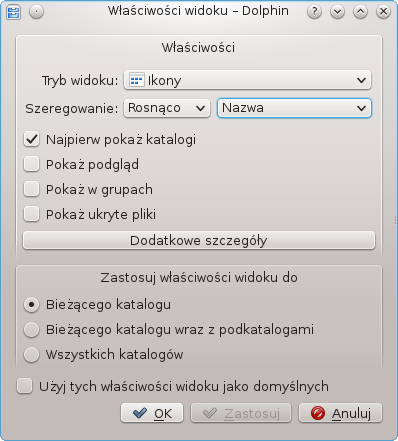 Właściwości widoku – Dolphin
Właściwości
Tryb widoku: Ikony
Szeregowanie: Rosnąco Nazwa
Najpierw pokaż katalogi
Pokaż podgląd
Pokaż w grupach
Pokaż ukryte pliki
Dodatkowe szczegóły
Zastosuj właściwości widoku do
Bieżącego katalogu
Bieżącego katalogu wraz z podkatalogami
Wszystkich katalogów
Użyj tych właściwości widoku jako domyślnych
OK Zastosuj Anuluj